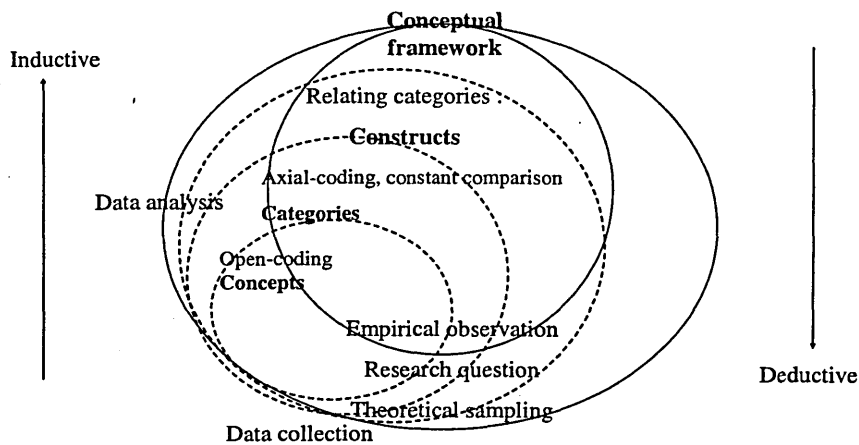 Conceptual
framework
Inductive
Relating categories :
Constructs
Axial-coding, constant comparison
Data analysis
Categories
Open-coding
Concepts
Empirical observation
Research question
Deductive
Theoretical sampling
Data collection